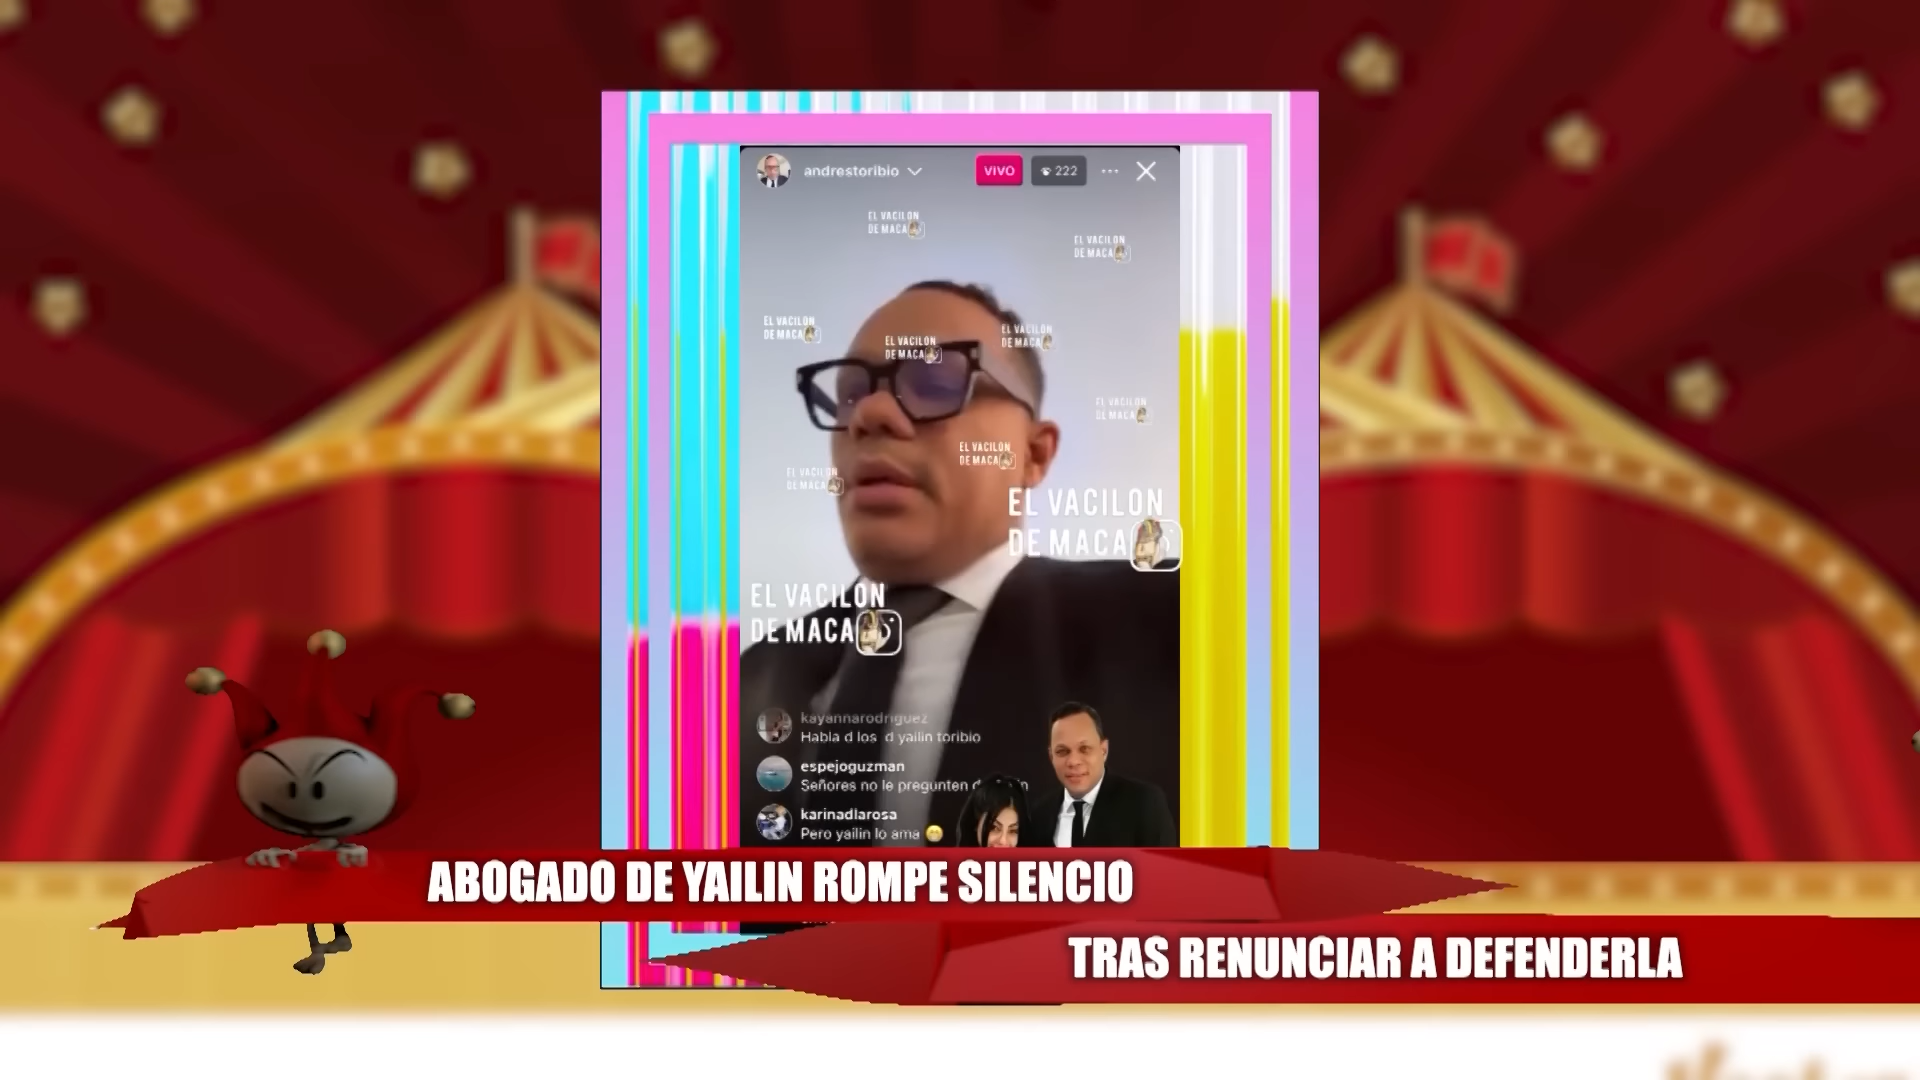 andrestoribio
VIVO
222
EL VACILON
DE MACA
EL VACILON
DE MACA
EL VACILON
DE MACA
EL VACILON
DE MACA
EL VACILON
DE MACA
EL VACILON
DE MACA
EL VACILON
DE MACA
EL VACILON
DE MACA
EL VACILON
DE MACA
EL VACILON
DE MACA
kayannarodriguez
Habla d los d yailin toribio
espejoguzman
Señores no le pregunten
karinadlarosa
Pero yailin lo ama
ABOGADO DE YAILIN ROMPE SILENCIO
TRAS RENUNCIAR A DEFENDERLA